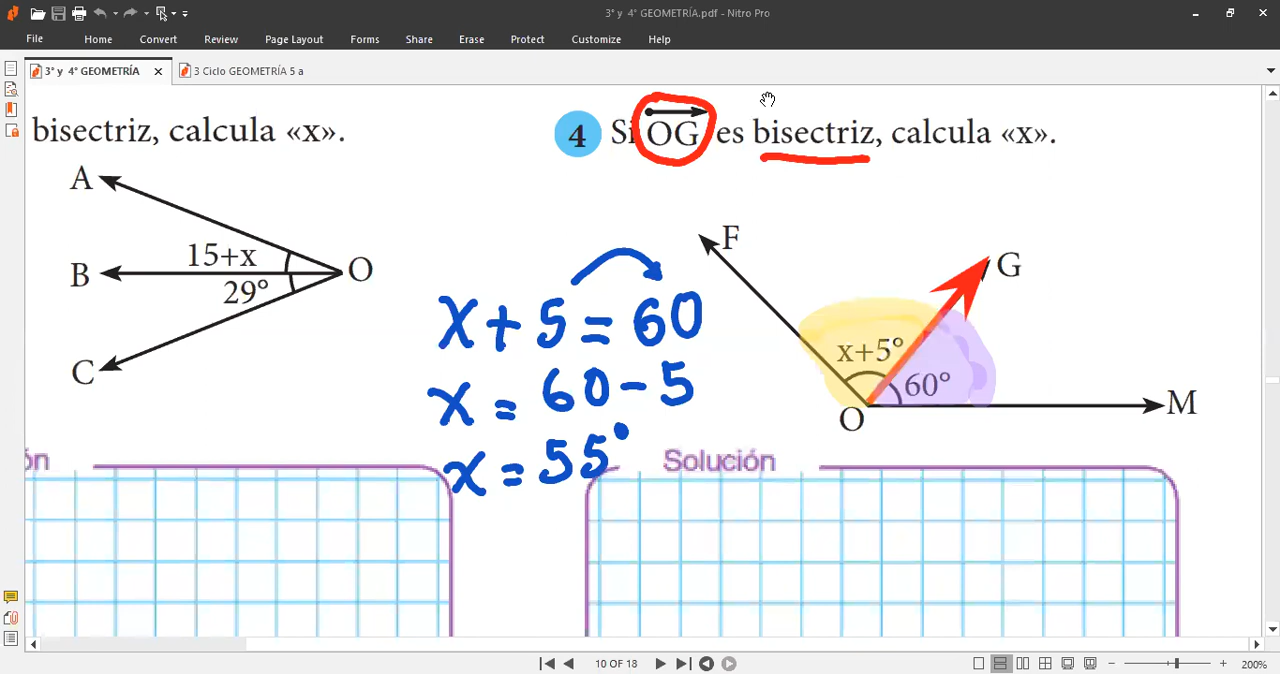 3° y 4° GEOMETRÍA.pdf - Nitro Pro
File Home Convert Review Page Layout Forms Share Erase Protect Customize Help
3° y 4° GEOMETRÍA
3 Ciclo GEOMETRÍA 5 a
bisectriz, calcula «x».
A
15+x
B
O
29°
C
4 Si OG es bisectriz, calcula «x».
F
G
x+5°
60°
O
M
x + 5 = 60
x = 60 - 5
x = 55°
ón
Solución
10 OF 18
200%